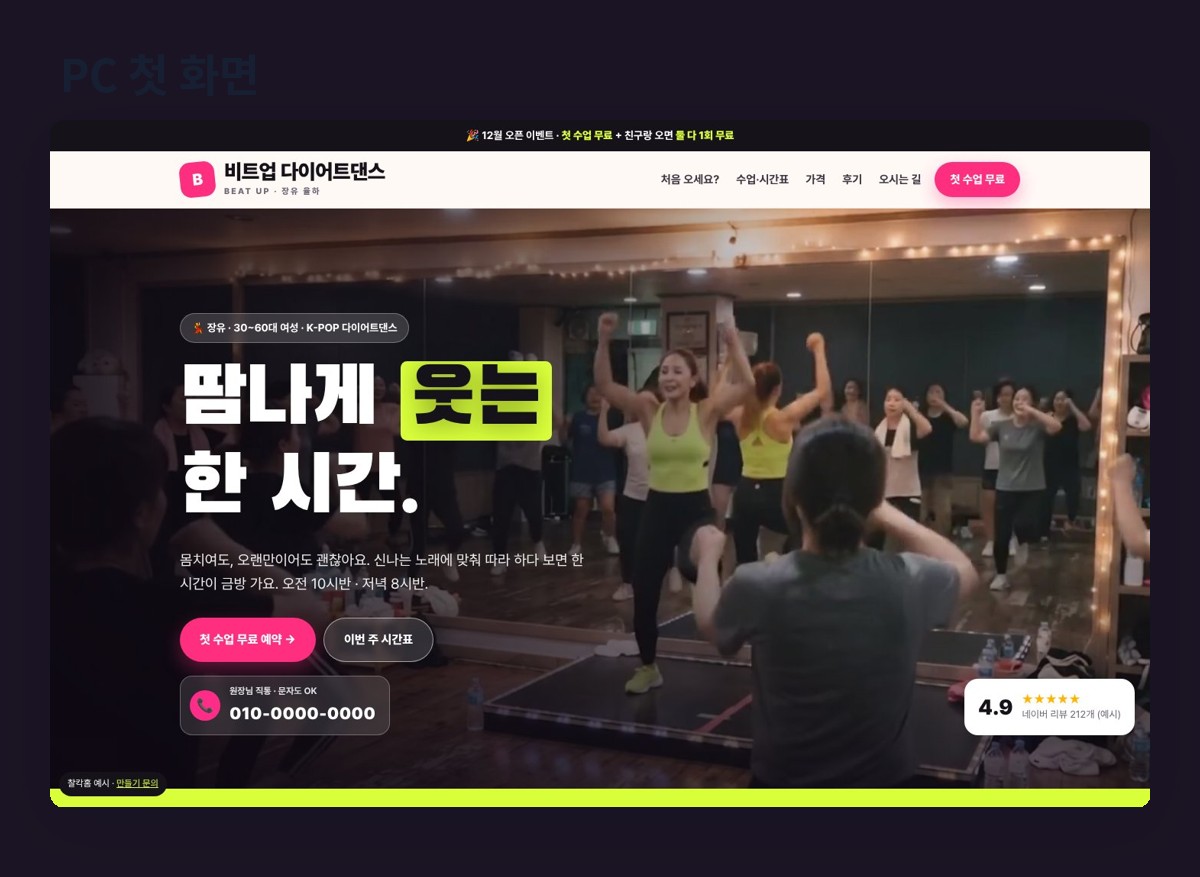 PC 첫 화면
🎉 12월 오픈 이벤트 · 첫 수업 무료 + 친구랑 오면 둘 다 1회 무료
B
비트업 다이어트댄스
BEAT UP · 장유 율하
처음 오세요? 수업·시간표 가격 후기 오시는 길 첫 수업 무료
💃 장유 · 30~60대 여성 · K-POP 다이어트댄스
땀나게 웃는
한 시간.
몸치여도, 오랜만이어도 괜찮아요. 신나는 노래에 맞춰 따라 하다 보면 한
시간이 금방 가요. 오전 10시반 · 저녁 8시반.
첫 수업 무료 예약 → 이번 주 시간표
원장님 직통 · 문자도 OK
010-0000-0000
4.9 ★★★★★
네이버 리뷰 212개 (예시)
찰칵홈 예시 · 만들기 문의